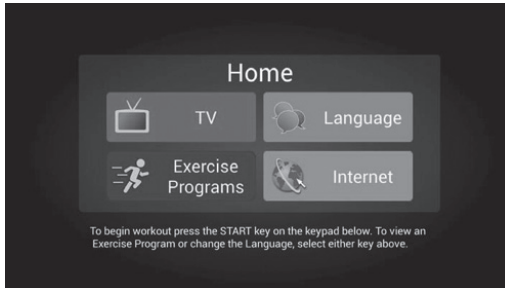 Home
TV
Language
Exercise
Programs
Internet
To begin workout press the START key on the keypad below. To view an
Exercise Program or change the Language, select either key above.